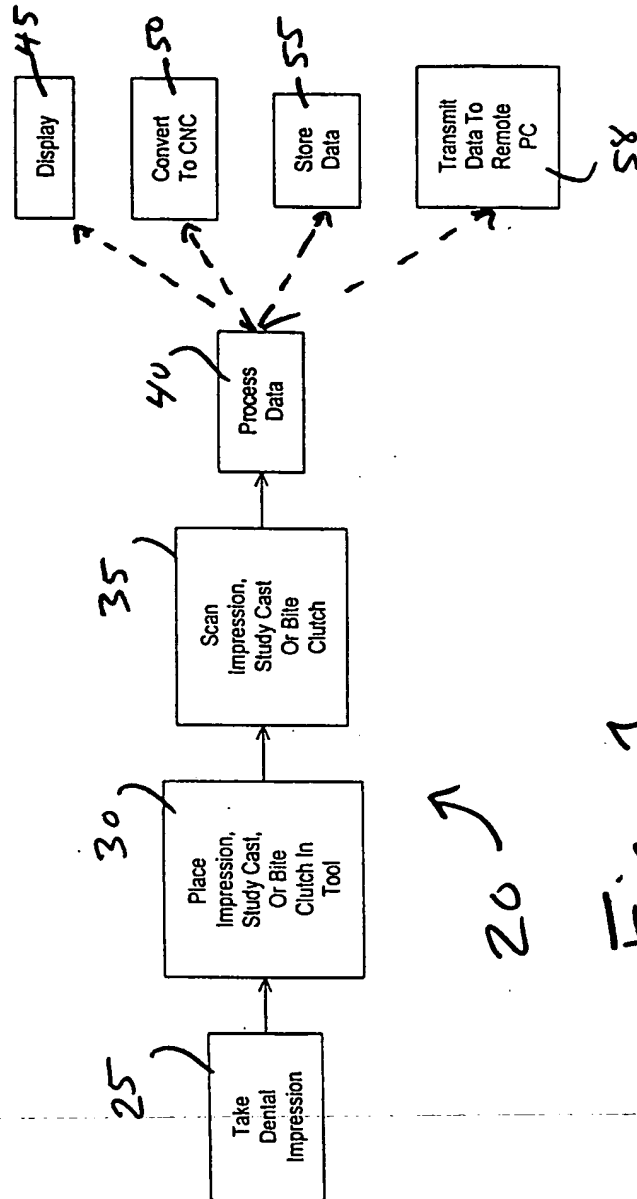 25
Take
Dental
Impression
30
Place
Impression,
Study Cast,
Or Bite
Clutch In
Tool
35
Scan
Impression,
Study Cast
Or Bite
Clutch
40
Process
Data
45
Display
50
Convert
To CNC
55
Store
Data
58
Transmit
Data To
Remote
PC
20